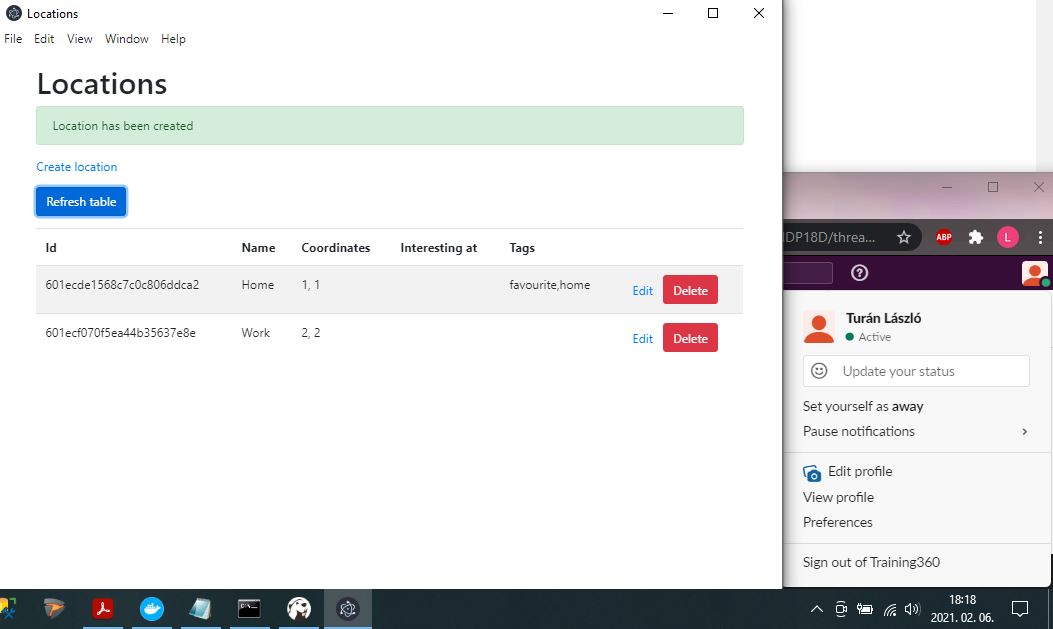 Locations
File Edit View Window Help
Locations
Location has been created
Create location
Refresh table
Id Name Coordinates Interesting at Tags
601ecde1568c7c0c806ddca2 Home 1, 1 favourite,home Edit Delete
601ecf070f5ea44b35637e8e Work 2, 2 Edit Delete
IDP18D/threa... ABP L
Turán László
Active
Update your status
Set yourself as away
Pause notifications
Edit profile
View profile
Preferences
Sign out of Training360
18:18
2021. 02. 06.